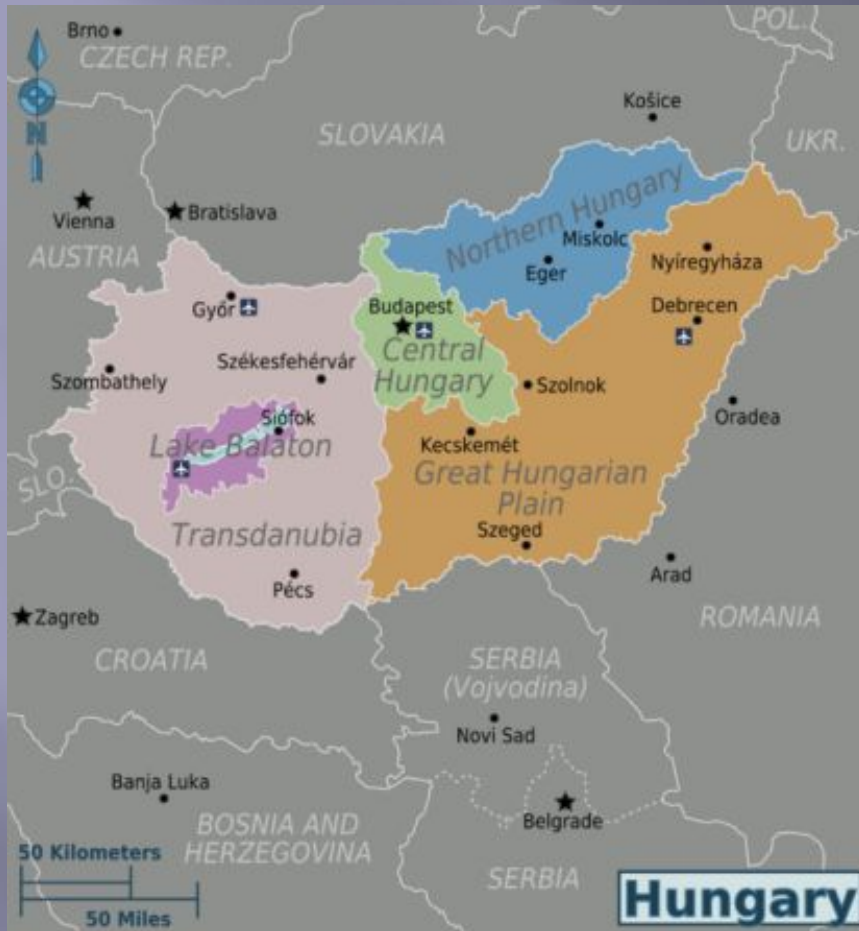 Brno
CZECH REP.
POL.
N
Košice
SLOVAKIA
UKR.
Vienna
Bratislava
AUSTRIA
Northern Hungary
Miskolc
Eger
Nyíregyháza
Győr
Budapest
Debrecen
Central
Hungary
Székesfehérvár
Szombathely
Szolnok
Oradea
Siófok
Lake Balaton
Kecskemét
Great Hungarian
Plain
SLO.
Transdanubia
Szeged
Pécs
Arad
Zagreb
ROMANIA
CROATIA
SERBIA
(Vojvodina)
Novi Sad
Banja Luka
BOSNIA AND
HERZEGOVINA
Belgrade
SERBIA
50 Kilometers
50 Miles
Hungary